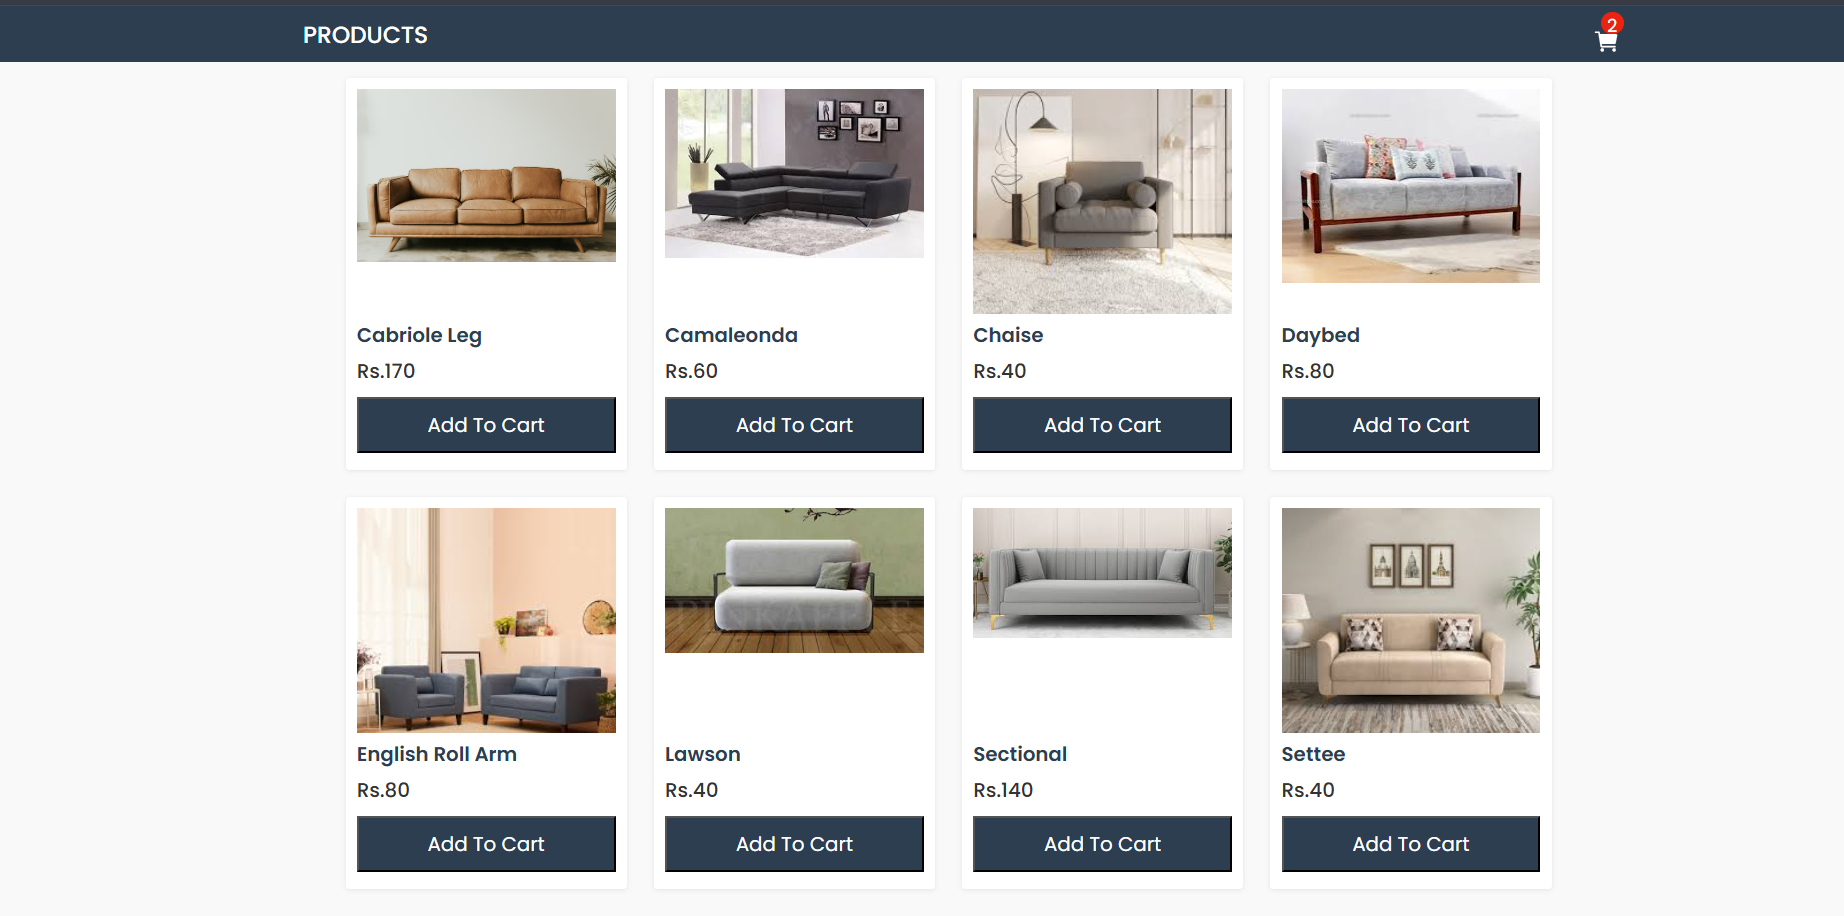 PRODUCTS
2
Cabriole Leg
Rs.170
Add To Cart
Camaleonda
Rs.60
Add To Cart
Chaise
Rs.40
Add To Cart
Daybed
Rs.80
Add To Cart
English Roll Arm
Rs.80
Add To Cart
Lawson
Rs.40
Add To Cart
Sectional
Rs.140
Add To Cart
Settee
Rs.40
Add To Cart